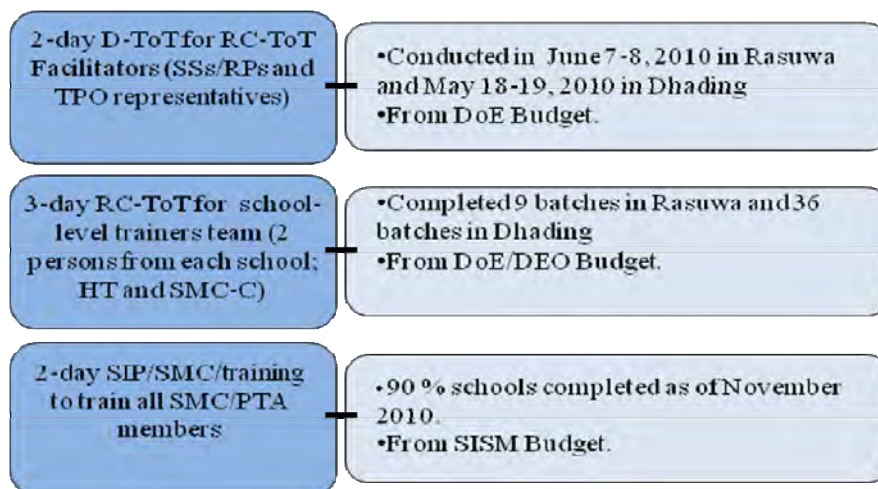 2-day D-ToT for RC-ToT
Facilitators (SSs/RPs and
TPO representatives)
•Conducted in June 7-8, 2010 in Rasuwa
and May 18-19, 2010 in Dhading
•From DoE Budget.
3-day RC-ToT for school-
level trainers team (2
persons from each school;
HT and SMC-C)
•Completed 9 batches in Rasuwa and 36
batches in Dhading
•From DoE/DEO Budget.
2-day SIP/SMC/training
to train all SMC/PTA
members
•90 % schools completed as of November
2010.
•From SISM Budget.